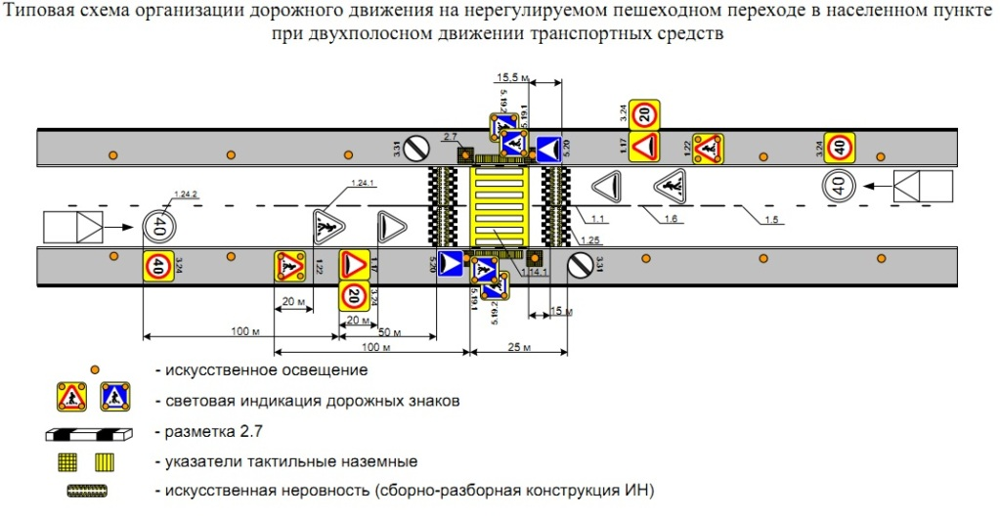 Типовая схема организации дорожного движения на нерегулируемом пешеходном переходе в населенном пункте
при двухполосном движении транспортных средств
15,5 м
5.19.2
5.19.1
3.24
20
2.7
3.31
5.20
1.17
1.22
3.24
40
1.24.2
1.24.1
40
40
1.1
1.6
1.5
1.25
40
3.24
1.22
1.17
20
3.24
5.20
5.19.1
5.19.2
1.14.1
3.31
20 м
20 м
15 м
100 м
50 м
100 м
25 м
- искусственное освещение
- световая индикация дорожных знаков
- разметка 2.7
- указатели тактильные наземные
- искусственная неровность (сборно-разборная конструкция ИН)